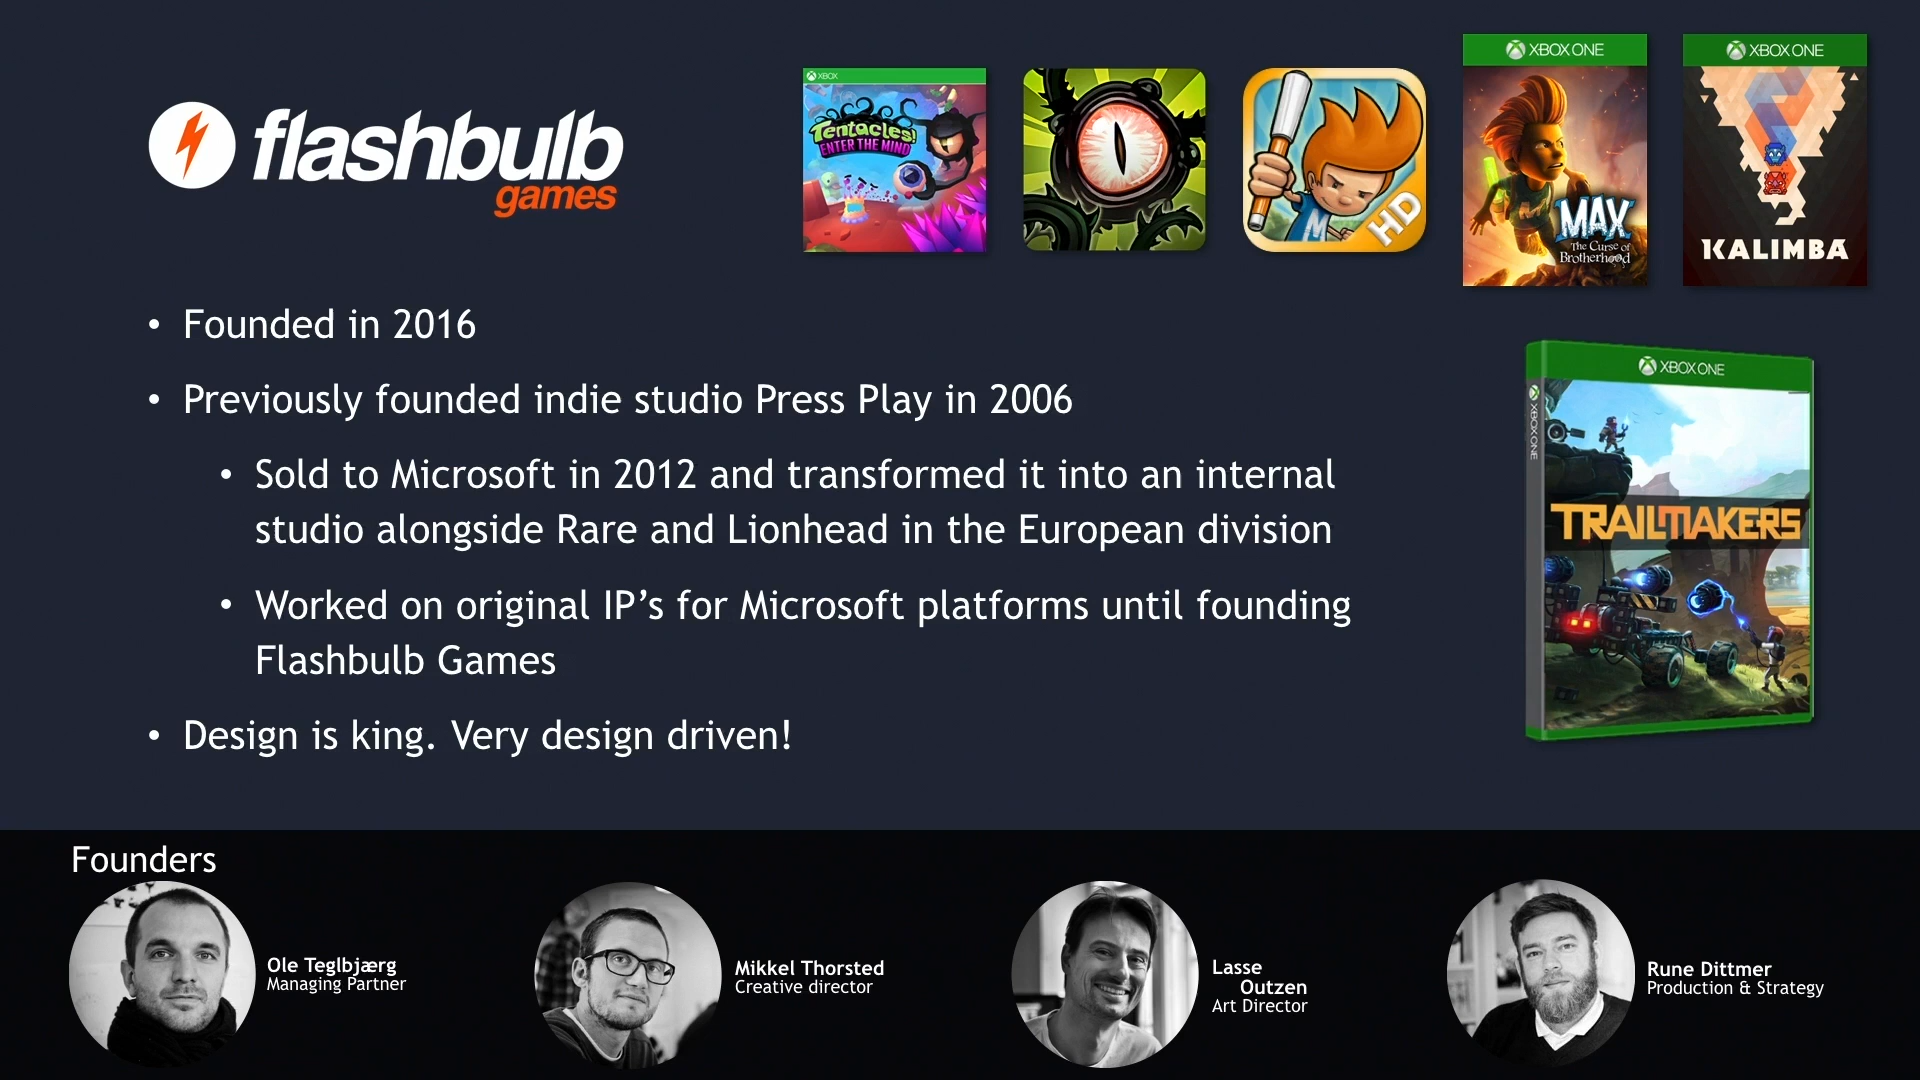 flashbulb
games
XBOX
Tentacles!
ENTER THE MIND
M
HD
XBOX ONE
MAX
The Curse of
Brotherhood
XBOX ONE
KALIMBA
• Founded in 2016
• Previously founded indie studio Press Play in 2006
• Sold to Microsoft in 2012 and transformed it into an internal
studio alongside Rare and Lionhead in the European division
• Worked on original IP’s for Microsoft platforms until founding
Flashbulb Games
• Design is king. Very design driven!
XBOX ONE
XBOX ONE
TRAILMAKERS
Founders
Ole Teglbjærg
Managing Partner
Mikkel Thorsted
Creative director
Lasse
Outzen
Art Director
Rune Dittmer
Production & Strategy